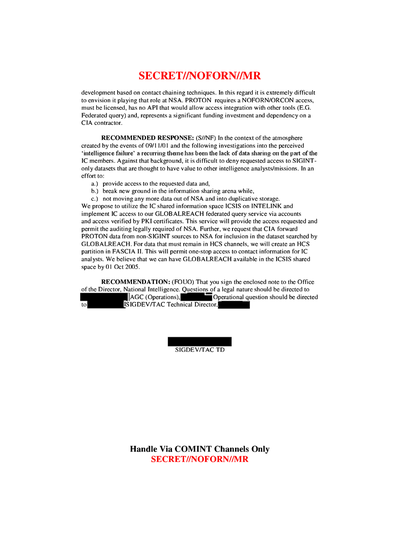 SECRET//NOFORN//MR
development based on contact chaining techniques. In this regard it is extremely difficult
to envision it playing that role at NSA. PROTON requires a NOFORN/ORCON access,
must be licensed, has no API that would allow access integration with other tools (E.G.
Federated query) and, represents a significant funding investment and dependency on a
CIA contractor.
RECOMMENDED RESPONSE: (S//NF) In the context of the atmosphere
created by the events of 09/11/01 and the following investigations into the perceived
'intelligence failure' a recurring theme has been the lack of data sharing on the part of the
IC members. Against that background, it is difficult to deny requested access to SIGINT-
only datasets that are thought to have value to other intelligence analysts/missions. In an
effort to:
a.) provide access to the requested data and,
b.) break new ground in the information sharing arena while,
c.) not moving any more data out of NSA and into duplicative storage.
We propose to utilize the IC shared information space ICSIS on INTELINK and
implement IC access to our GLOBALREACH federated query service via accounts
and access verified by PKI certificates. This service will provide the access requested and
permit the auditing legally required of NSA. Further, we request that CIA forward
PROTON data from non-SIGINT sources to NSA for inclusion in the dataset searched by
GLOBALREACH. For data that must remain in HCS channels, we will create an HCS
partition in FASCIA II. This will permit one-stop access to contact information for IC
analysts. We believe that we can have GLOBALREACH available in the ICSIS shared
space by 01 Oct 2005.
RECOMMENDATION: (FOUO) That you sign the enclosed note to the Office
of the Director, National Intelligence. Questions of a legal nature should be directed to
AGC (Operations), Operational question should be directed
to SIGDEV/TAC Technical Director,
SIGDEV/TAC TD
Handle Via COMINT Channels Only
SECRET//NOFORN//MR